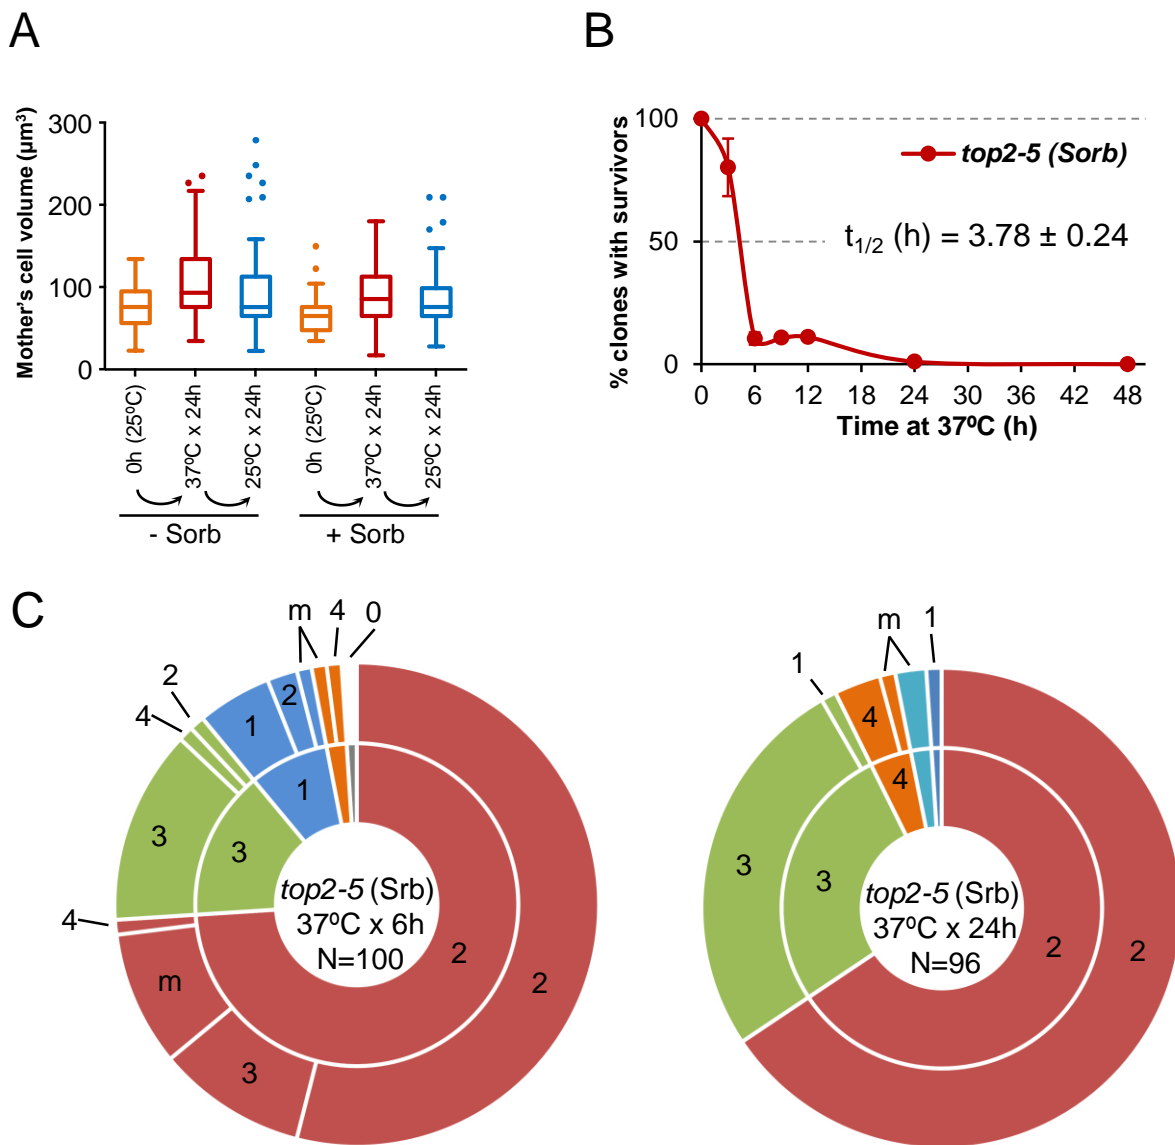 A
Mother's cell volume (µm³)
300
200
100
0
0h (25ºC)
37ºC x 24h
25ºC x 24h
0h (25ºC)
37ºC x 24h
25ºC x 24h
- Sorb
+ Sorb
B
% clones with survivors
100
50
0
top2-5 (Sorb)
t1/2 (h) = 3.78 ± 0.24
0 6 12 18 24 30 36 42 48
Time at 37ºC (h)
C
m 4 0
2
4
2
1
1
3
3
4
m
3
2
2
top2-5 (Srb)
37ºC x 6h
N=100
m 1
1
4
4
3
3
2
2
top2-5 (Srb)
37ºC x 24h
N=96